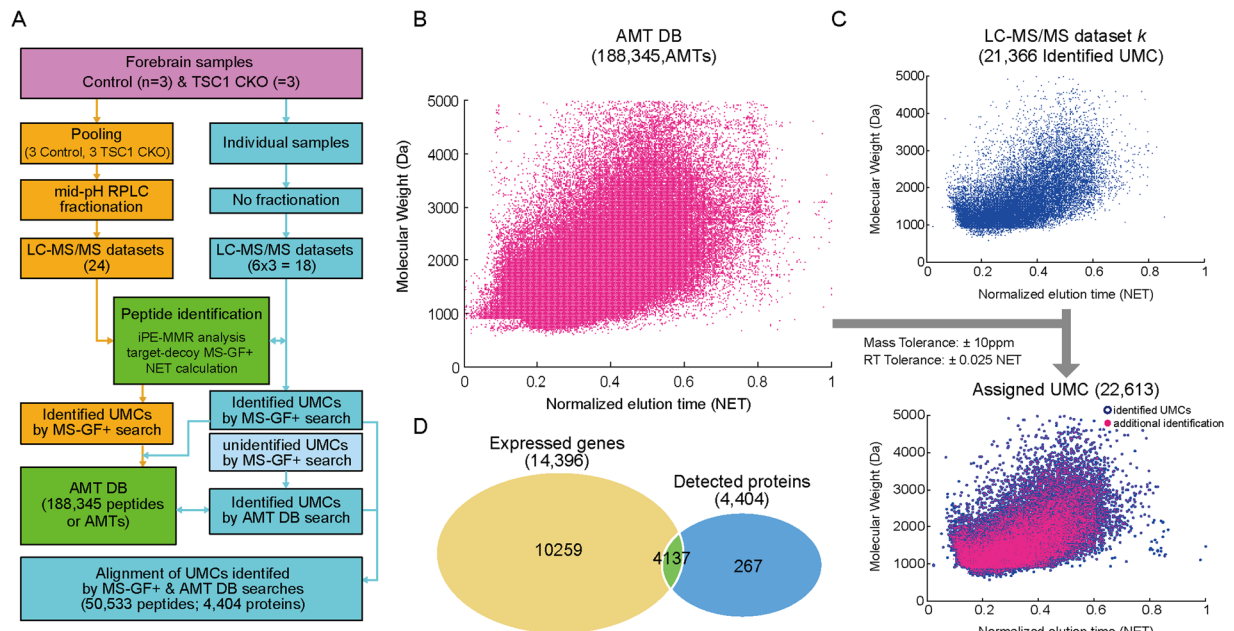 A
Forebrain samples
Control (n=3) & TSC1 CKO (=3)
Pooling
(3 Control, 3 TSC1 CKO)
Individual samples
mid-pH RPLC
fractionation
No fractionation
LC-MS/MS datasets
(24)
LC-MS/MS datasets
(6x3 = 18)
Peptide identification
iPE-MMR analysis
target-decoy MS-GF+
NET calculation
Identified UMCs
by MS-GF+ search
Identified UMCs
by MS-GF+ search
unidentified UMCs
by MS-GF+ search
AMT DB
(188,345 peptides
or AMTs)
Identified UMCs
by AMT DB search
Alignment of UMCs identifed
by MS-GF+ & AMT DB searches
(50,533 peptides; 4,404 proteins)
B
AMT DB
(188,345,AMTs)
Molecular Weight (Da)
5000
4000
3000
2000
1000
0
0
0.2
0.4
0.6
0.8
1
Normalized elution time (NET)
C
LC-MS/MS dataset k
(21,366 Identified UMC)
Molecular Weight (Da)
5000
4000
3000
2000
1000
0
0
0.2
0.4
0.6
0.8
1
Normalized elution time (NET)
Mass Tolerance: ± 10ppm
RT Tolerance: ± 0.025 NET
Assigned UMC (22,613)
identified UMCs
additional identification
Molecular Weight (Da)
5000
4000
3000
2000
1000
0
0
0.2
0.4
0.6
0.8
1
Normalized elution time (NET)
D
Expressed genes
(14,396)
Detected proteins
(4,404)
10259
4137
267